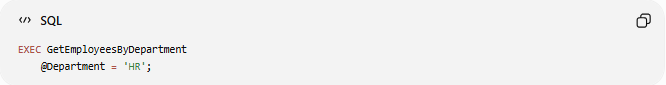 SQL
EXEC GetEmployeesByDepartment
    @Department = 'HR';